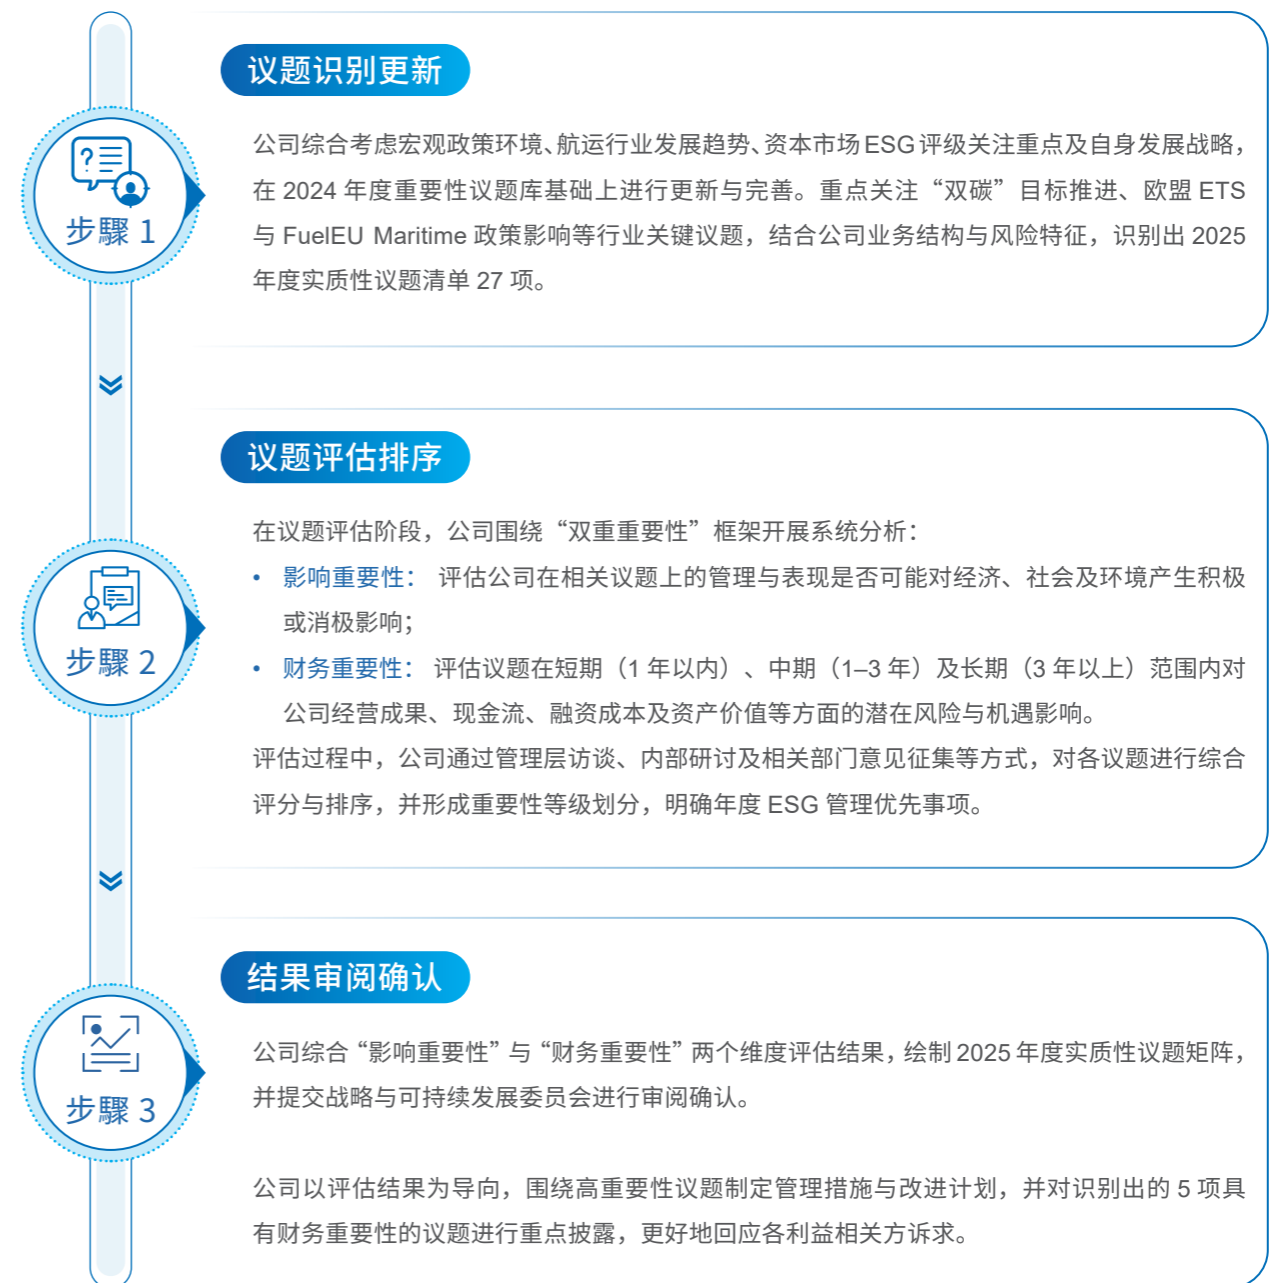 议题识别更新
步驟 1
公司综合考虑宏观政策环境、航运行业发展趋势、资本市场 ESG 评级关注重点及自身发展战略，
在 2024 年度重要性议题库基础上进行更新与完善。重点关注“双碳”目标推进、欧盟 ETS
与 FuelEU Maritime 政策影响等行业关键议题，结合公司业务结构与风险特征，识别出 2025
年度实质性议题清单 27 项。
议题评估排序
步驟 2
在议题评估阶段，公司围绕“双重重要性”框架开展系统分析：
• 影响重要性： 评估公司在相关议题上的管理与表现是否可能对经济、社会及环境产生积极
或消极影响；
• 财务重要性： 评估议题在短期（1 年以内）、中期（1–3 年）及长期（3 年以上）范围内对
公司经营成果、现金流、融资成本及资产价值等方面的潜在风险与机遇影响。
评估过程中，公司通过管理层访谈、内部研讨及相关部门意见征集等方式，对各议题进行综合
评分与排序，并形成重要性等级划分，明确年度 ESG 管理优先事项。
结果审阅确认
步驟 3
公司综合“影响重要性”与“财务重要性”两个维度评估结果，绘制 2025 年度实质性议题矩阵，
并提交战略与可持续发展委员会进行审阅确认。
公司以评估结果为导向，围绕高重要性议题制定管理措施与改进计划，并对识别出的 5 项具
有财务重要性的议题进行重点披露，更好地回应各利益相关方诉求。